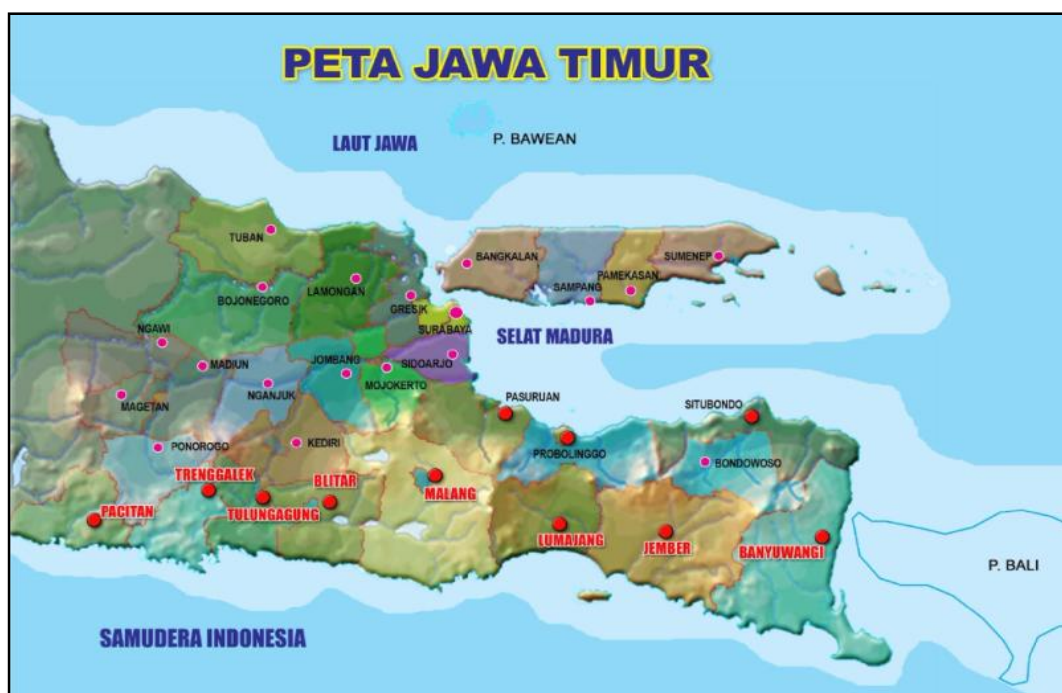 PETA JAWA TIMUR
LAUT JAWA
P. BAWEAN
TUBAN
BANGKALAN
SUMENEP
SAMPANG
PAMEKASAN
LAMONGAN
BOJONEGORO
GRESIK
SURABAYA
SELAT MADURA
NGAWI
MADIUN
JOMBANG
SIDOARJO
NGANJUK
MOJOKERTO
MAGETAN
PASURUAN
SITUBONDO
PONOROGO
KEDIRI
PROBOLINGGO
BONDOWOSO
TRENGGALEK
BLITAR
MALANG
PACITAN
TULUNGAGUNG
LUMAJANG
JEMBER
BANYUWANGI
P. BALI
SAMUDERA INDONESIA